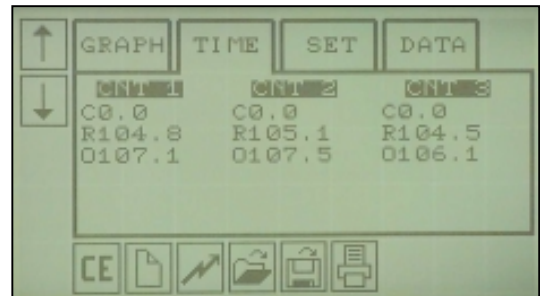 GRAPH TIME SET DATA
CNT 1 CNT 2 CNT 3
C0.0 C0.0 C0.0
R104.8 R105.1 R104.5
O107.1 O107.5 O106.1
CE